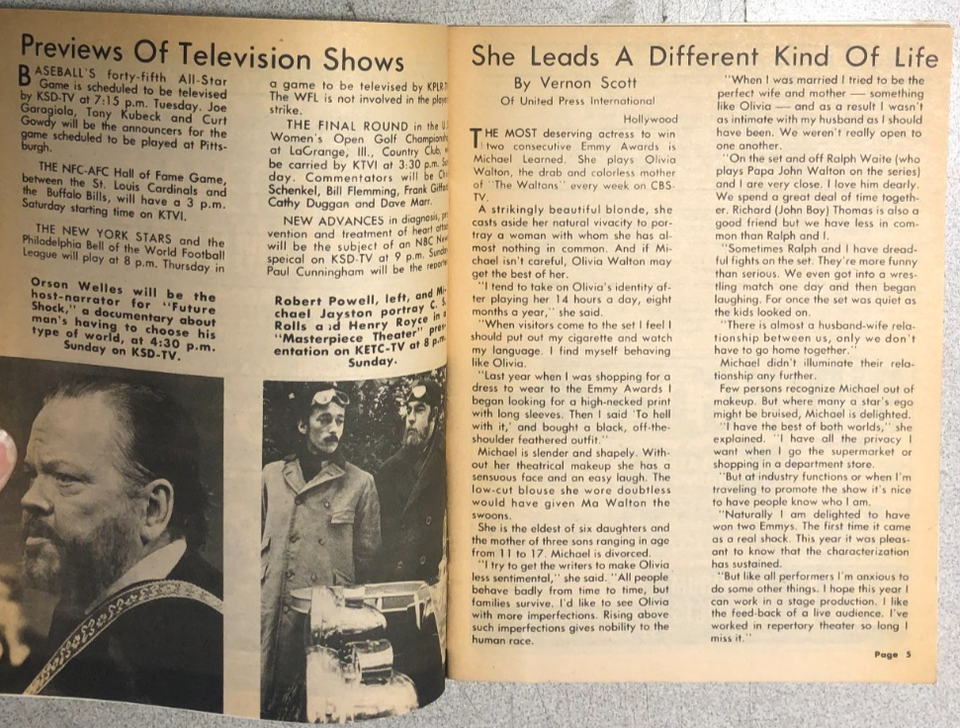 Previews Of Television Shows
BASEBALL'S forty-fifth All-Star
Game is scheduled to be televised
by KSD-TV at 7:15 p.m. Tuesday. Joe
Garagiola, Tony Kubeck and Curt
Gowdy will be the announcers for the
game scheduled to be played at Pitts-
burgh.
THE NFC-AFC Hall of Fame Game,
between the St. Louis Cardinals and
the Buffalo Bills, will have a 3 p.m.
Saturday starting time on KTVI.
THE NEW YORK STARS and the
Philadelphia Bell of the World Football
League will play at 8 p.m. Thursday in
a game to be televised by KPLR-T
The WFL is not involved in the player
strike.
THE FINAL ROUND in the U.S
Women's Open Golf Championsh
at LaGrange, Ill., Country Club, w
be carried by KTVI at 3:30 p.m. Su
day. Commentators will be Ch
Schenkel, Bill Flemming, Frank Giffo
Cathy Duggan and Dave Marr.
NEW ADVANCES in diagnosis, pr
vention and treatment of heart attac
will be the subject of an NBC New
speical on KSD-TV at 9 p.m. Sunda
Paul Cunningham will be the reporte
Orson Welles will be the
host-narrator for "Future
Shock," a documentary about
man's having to choose his
type of world, at 4:30 p.m.
Sunday on KSD-TV.
Robert Powell, left, and Mi-
chael Jayston portray C. S.
Rolls and Henry Royce in a
"Masterpiece Theater" pres-
entation on KETC-TV at 8 p.m.
Sunday.
She Leads A Different Kind Of Life
By Vernon Scott
Of United Press International
Hollywood
THE MOST deserving actress to win
two consecutive Emmy Awards is
Michael Learned. She plays Olivia
Walton, the drab and colorless mother
of "The Waltans" every week on CBS-
TV.
A strikingly beautiful blonde, she
casts aside her natural vivacity to por-
tray a woman with whom she has al-
most nothing in common. And if Mi-
chael isn't careful, Olivia Walton may
get the best of her.
"I tend to take on Olivia's identity af-
ter playing her 14 hours a day, eight
months a year," she said.
"When visitors come to the set I feel I
should put out my cigarette and watch
my language. I find myself behaving
like Olivia.
"Last year when I was shopping for a
dress to wear to the Emmy Awards I
began looking for a high-necked print
with long sleeves. Then I said 'To hell
with it,' and bought a black, off-the-
shoulder feathered outfit."
Michael is slender and shapely. With-
out her theatrical makeup she has a
sensuous face and an easy laugh. The
low-cut blouse she wore doubtless
would have given Ma Walton the
swoons.
She is the eldest of six daughters and
the mother of three sons ranging in age
from 11 to 17. Michael is divorced.
"I try to get the writers to make Olivia
less sentimental," she said. "All people
behave badly from time to time, but
families survive. I'd like to see Olivia
with more imperfections. Rising above
such imperfections gives nobility to the
human race.
"When I was married I tried to be the
perfect wife and mother — something
like Olivia — and as a result I wasn't
as intimate with my husband as I should
have been. We weren't really open to
one another.
"On the set and off Ralph Waite (who
plays Papa John Walton on the series)
and I are very close. I love him dearly.
We spend a great deal of time togeth-
er. Richard (John Boy) Thomas is also a
good friend but we have less in com-
mon than Ralph and I.
"Sometimes Ralph and I have dread-
ful fights on the set. They're more funny
than serious. We even got into a wres-
tling match one day and then began
laughing. For once the set was quiet as
the kids looked on.
"There is almost a husband-wife rela-
tionship between us, only we don't
have to go home together."
Michael didn't illuminate their rela-
tionship any further.
Few persons recognize Michael out of
makeup. But where many a star's ego
might be bruised, Michael is delighted.
"I have the best of both worlds," she
explained. "I have all the privacy I
want when I go the supermarket or
shopping in a department store.
"But at industry functions or when I'm
traveling to promote the show it's nice
to have people know who I am.
"Naturally I am delighted to have
won two Emmys. The first time it came
as a real shock. This year it was pleas-
ant to know that the characterization
has sustained.
"But like all performers I'm anxious to
do some other things. I hope this year I
can work in a stage production. I like
the feed-back of a live audience. I've
worked in repertory theater so long I
miss it."
Page 5